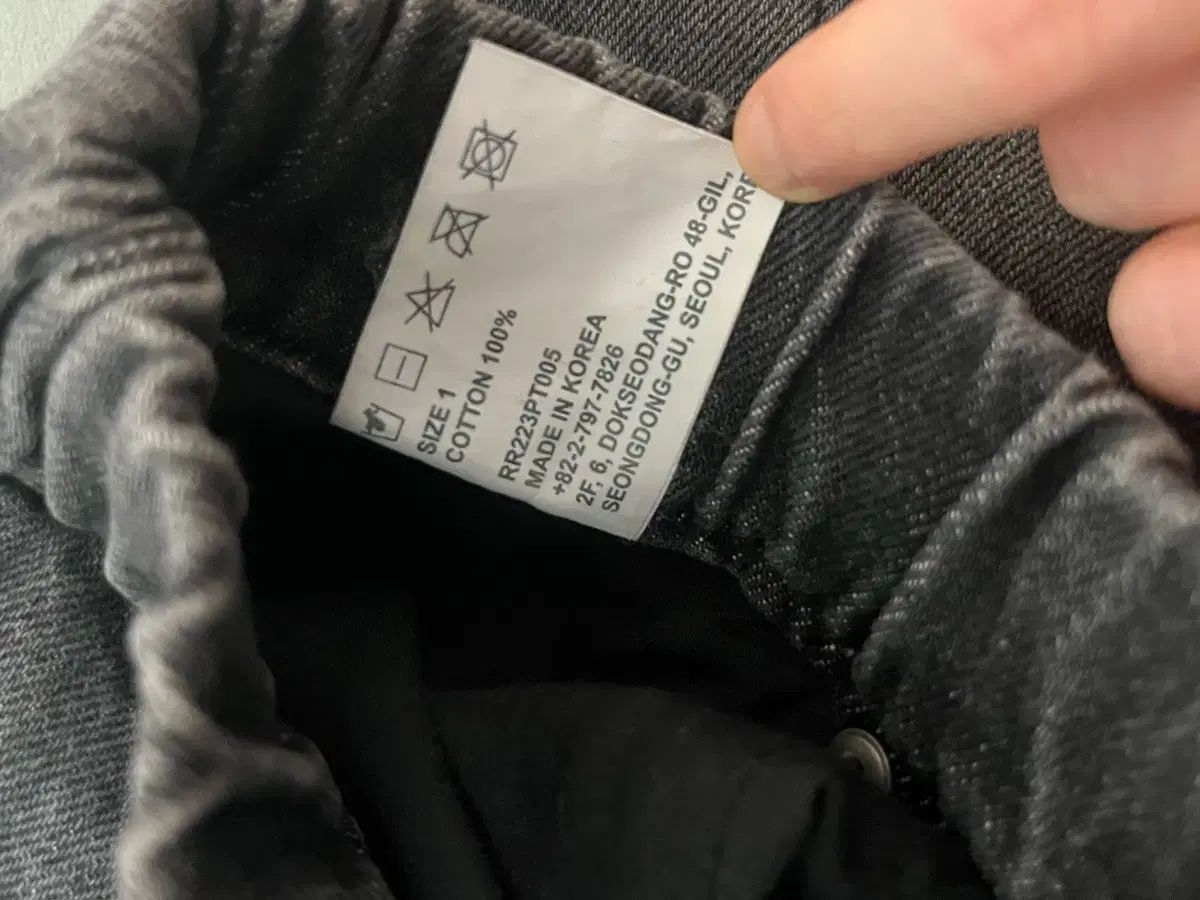 SIZE 1
COTTON 100%
RR223PT005
MADE IN KOREA
+82-2-797-7826
2F, 6, DOKSEODANG-RO 48-GIL,
SEONGDONG-GU, SEOUL,